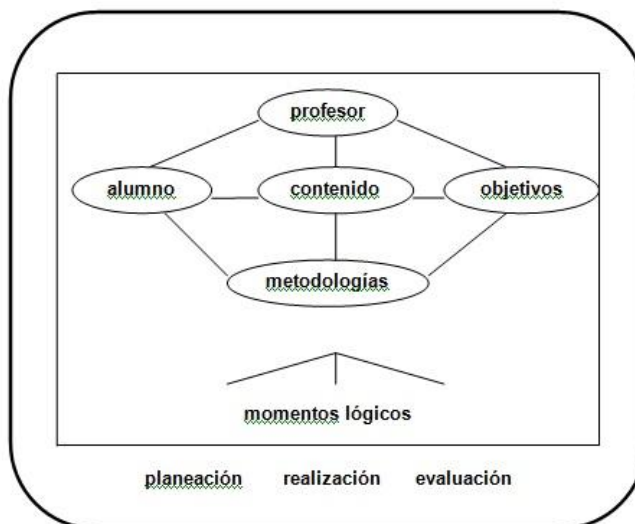 profesor
alumno contenido objetivos
metodologías
momentos lógicos
planeación realización evaluación